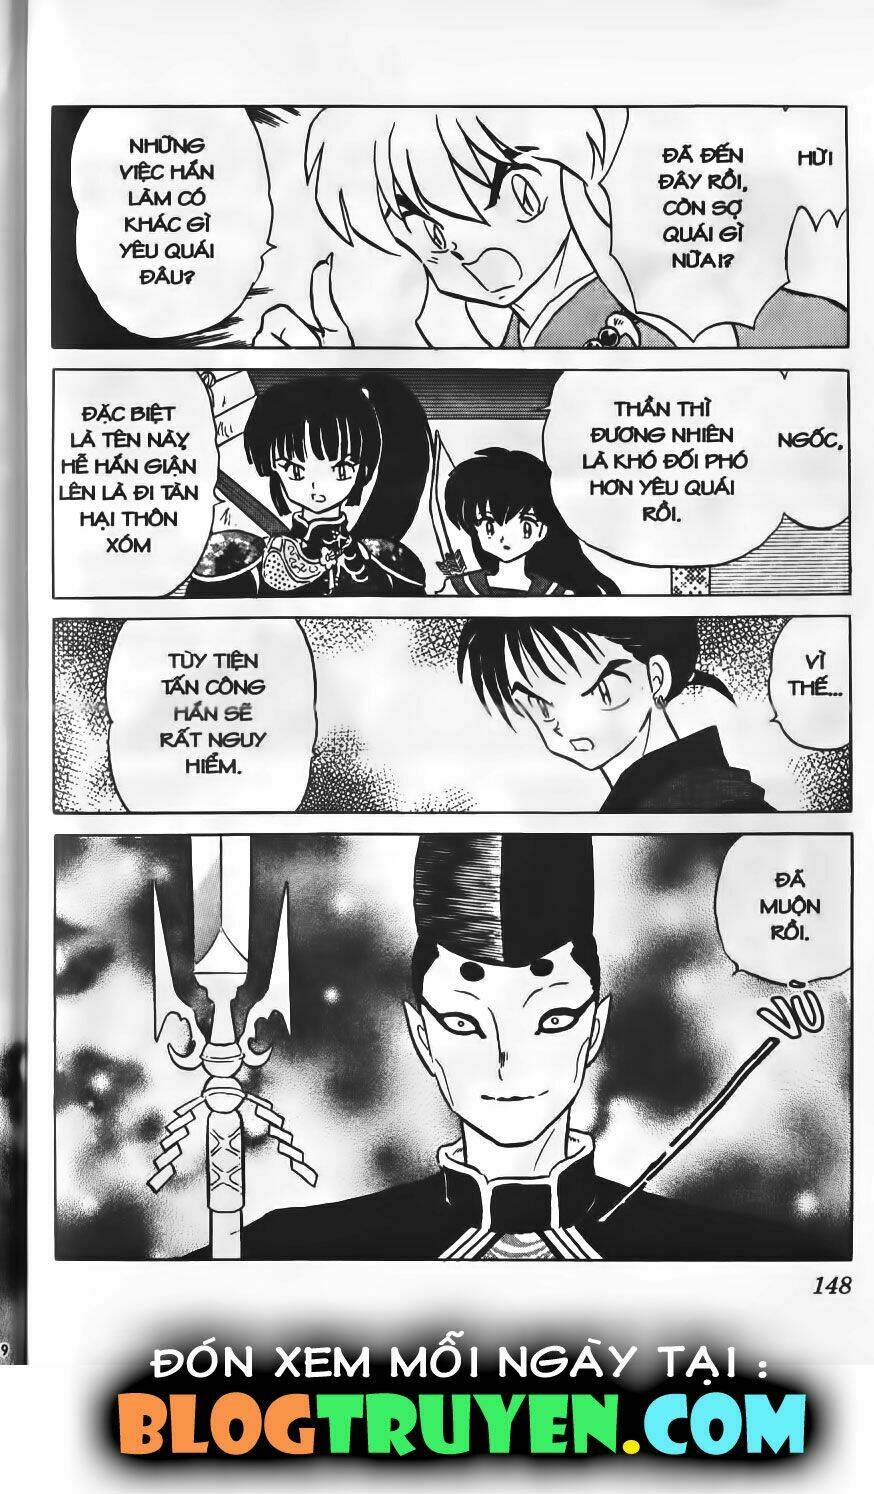 HỪI
ĐÃ ĐẾN
ĐÂY RỒI,
CÒN SỢ
QUÁI GÌ
NỮAI?
NHỮNG
VIỆC HẮN
LÀM CÓ
KHÁC GÌ
YÊU QUÁI
ĐÂU?
NGỐC,
THẦN THÌ
ĐƯƠNG NHIÊN
LÀ KHÓ ĐỐI PHÓ
HƠN YÊU QUÁI
RỒI.
ĐẶC BIỆT
LÀ TÊN NÀY,
HỄ HẮN GIẬN
LÊN LÀ ĐI TÀN
HẠI THÔN
XÓM
VÌ
THẾ...
TÙY TIỆN
TẤN CÔNG
HẮN SẼ
RẤT NGUY
HIỂM.
ĐÃ
MUỘN
RỒI.
VÙ
148
9
ĐÓN XEM MỖI NGÀY TẠI :
BLOGTRUYEN.COM